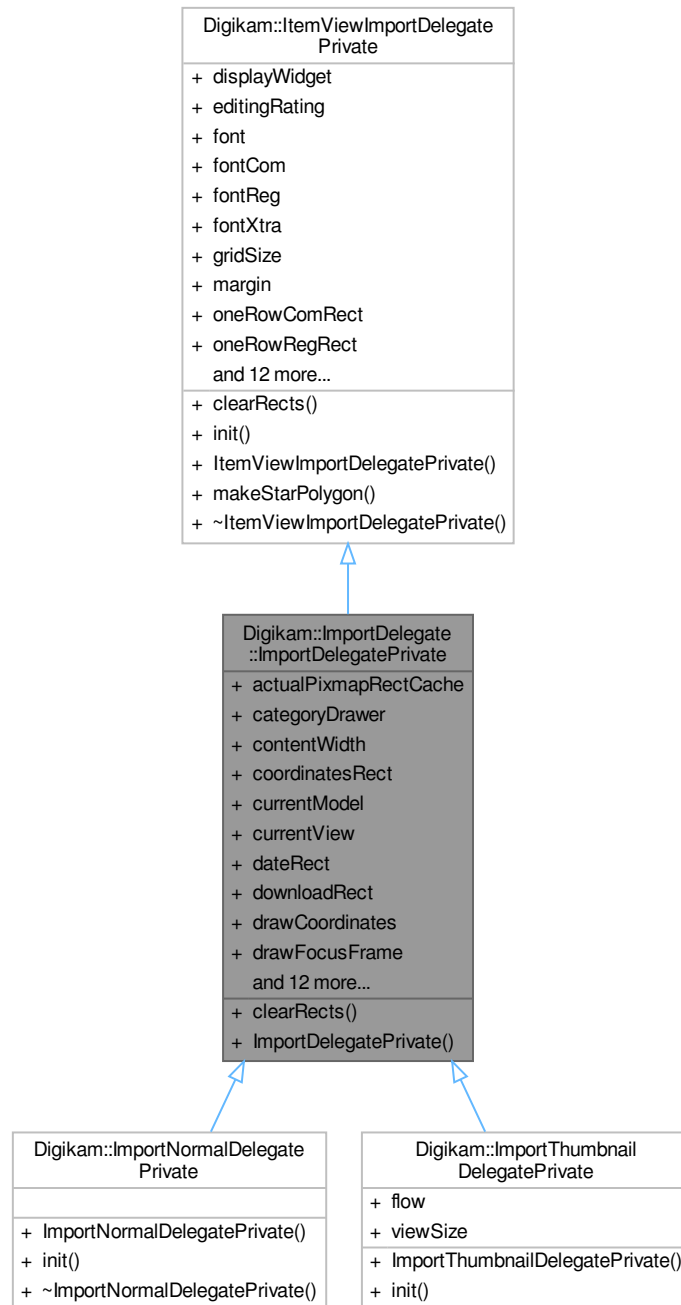 Digikam::ItemViewImportDelegate
Private
+ displayWidget
+ editingRating
+ font
+ fontCom
+ fontReg
+ fontXtra
+ gridSize
+ margin
+ oneRowComRect
+ oneRowRegRect
and 12 more...
+ clearRects()
+ init()
+ ItemViewImportDelegatePrivate()
+ makeStarPolygon()
+ ~ItemViewImportDelegatePrivate()
Digikam::ImportDelegate
::ImportDelegatePrivate
+ actualPixmapRectCache
+ categoryDrawer
+ contentWidth
+ coordinatesRect
+ currentModel
+ currentView
+ dateRect
+ downloadRect
+ drawCoordinates
+ drawFocusFrame
and 12 more...
+ clearRects()
+ ImportDelegatePrivate()
Digikam::ImportNormalDelegate
Private
+ ImportNormalDelegatePrivate()
+ init()
+ ~ImportNormalDelegatePrivate()
Digikam::ImportThumbnail
DelegatePrivate
+ flow
+ viewSize
+ ImportThumbnailDelegatePrivate()
+ init()